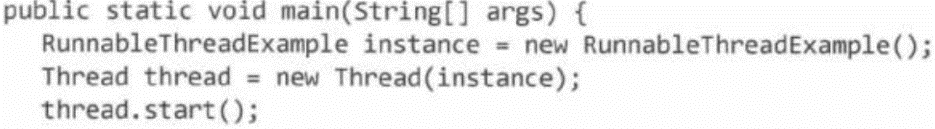 public static void main(String[] args) {
RunnableThreadExample instance = new RunnableThreadExample();
Thread thread = new Thread(instance);
thread.start();